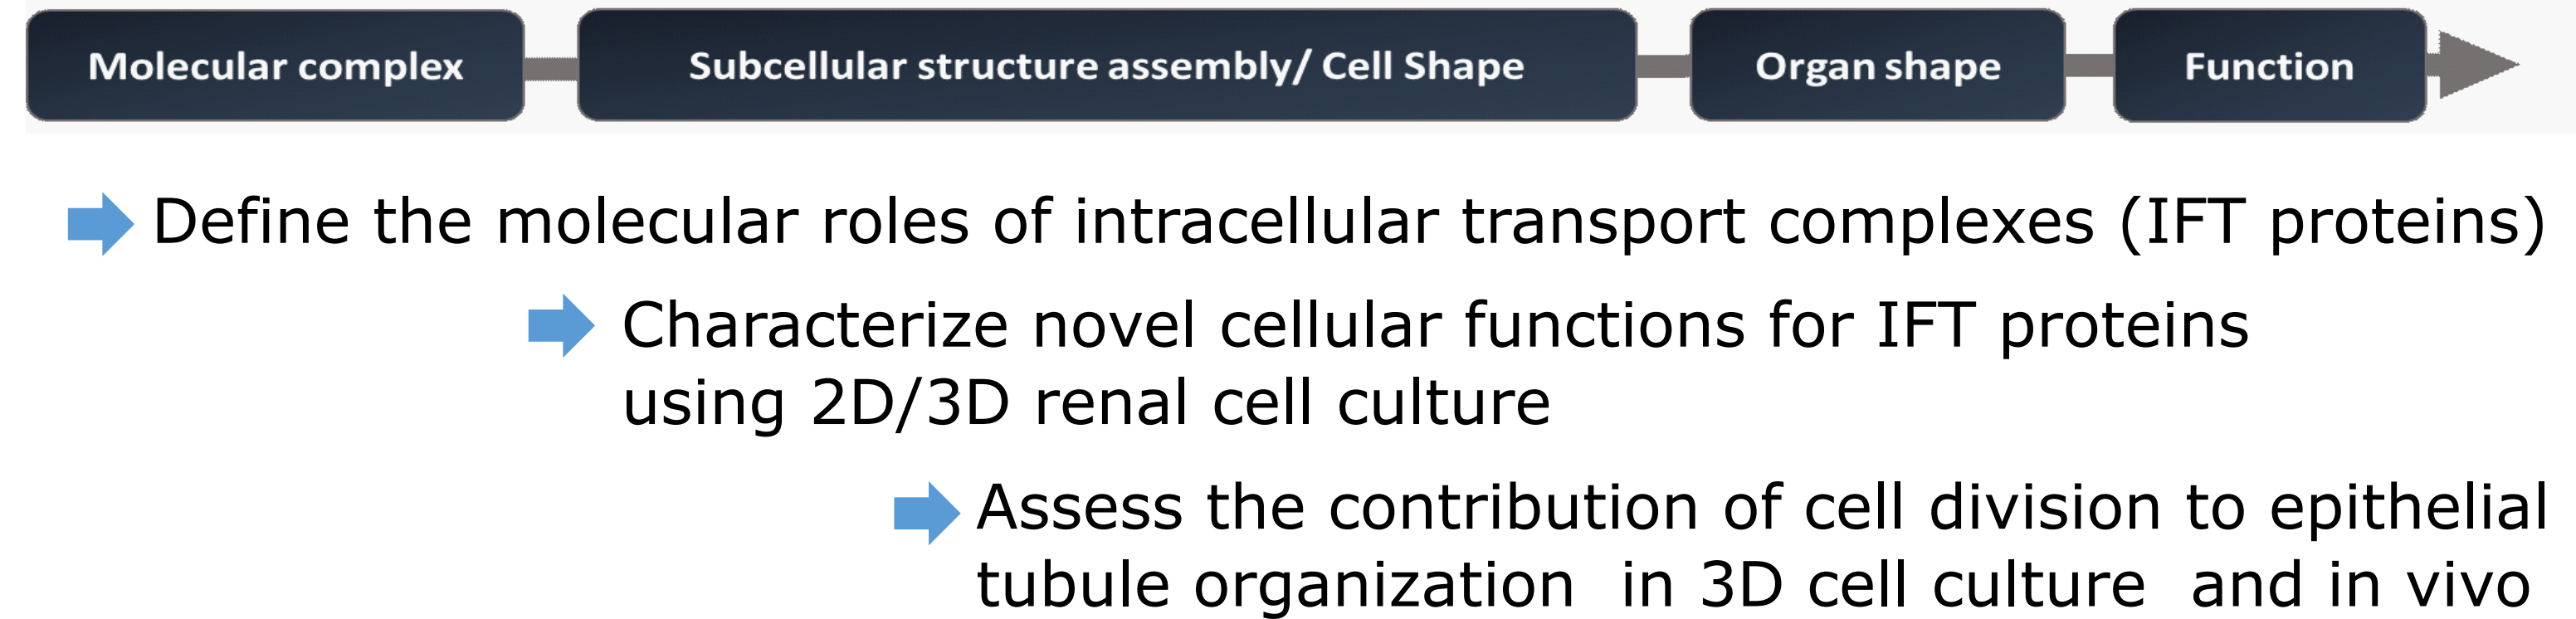 Molecular complex
Subcellular structure assembly/ Cell Shape
Organ shape
Function
Define the molecular roles of intracellular transport complexes (IFT proteins)
Characterize novel cellular functions for IFT proteins
using 2D/3D renal cell culture
Assess the contribution of cell division to epithelial
tubule organization  in 3D cell culture  and in vivo